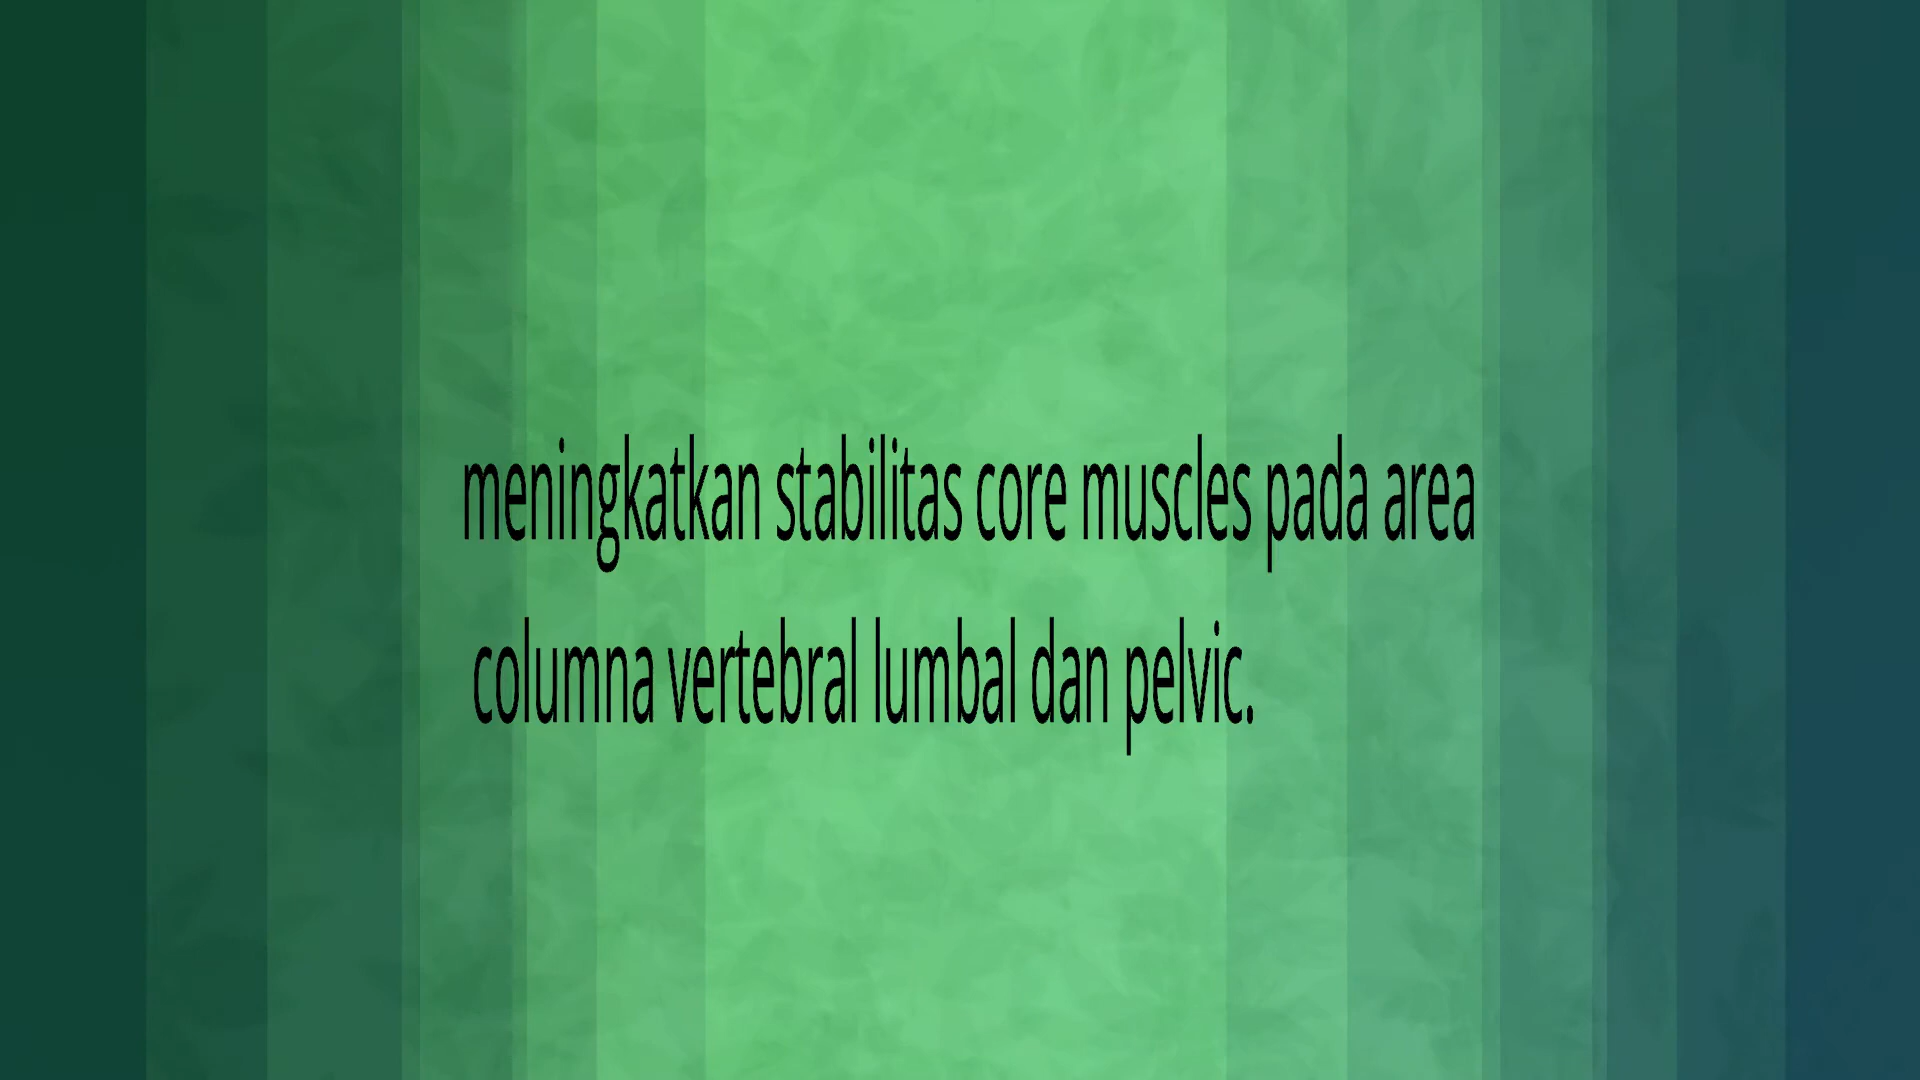 meningkatkan stabilitas core muscles pada area
columna vertebral lumbal dan pelvic.